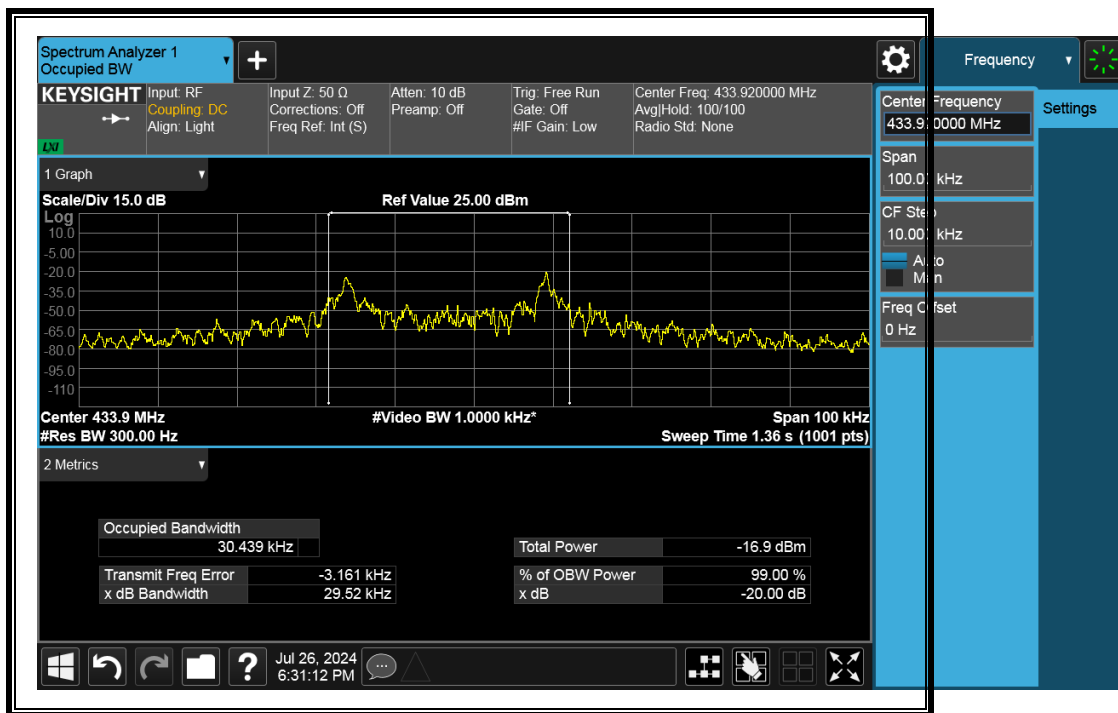 Spectrum Analyzer 1
Occupied BW
Frequency
KEYSIGHT
LXI
Input: RF
Coupling: DC
Align: Light
Input Z: 50 Ω
Corrections: Off
Freq Ref: Int (S)
Atten: 10 dB
Preamp: Off
Trig: Free Run
Gate: Off
#IF Gain: Low
Center Freq: 433.920000 MHz
Avg|Hold: 100/100
Radio Std: None
Center Frequency
433.920000 MHz
Settings
Span
kHz
CF Step
kHz
Auto
Man
Freq Offset
0 Hz
1 Graph
Scale/Div 15.0 dB
Ref Value 25.00 dBm
Log
10.0
-5.00
-20.0
-35.0
-50.0
-65.0
-80.0
-95.0
-110
Center 433.9 MHz
#Video BW 1.0000 kHz*
Span 100 kHz
#Res BW 300.00 Hz
Sweep Time 1.36 s (1001 pts)
2 Metrics
Occupied Bandwidth
30.439 kHz
Total Power -16.9 dBm
Transmit Freq Error -3.161 kHz
% of OBW Power 99.00 %
x dB Bandwidth 29.52 kHz
x dB -20.00 dB
?
Jul 26, 2024
6:31:12 PM